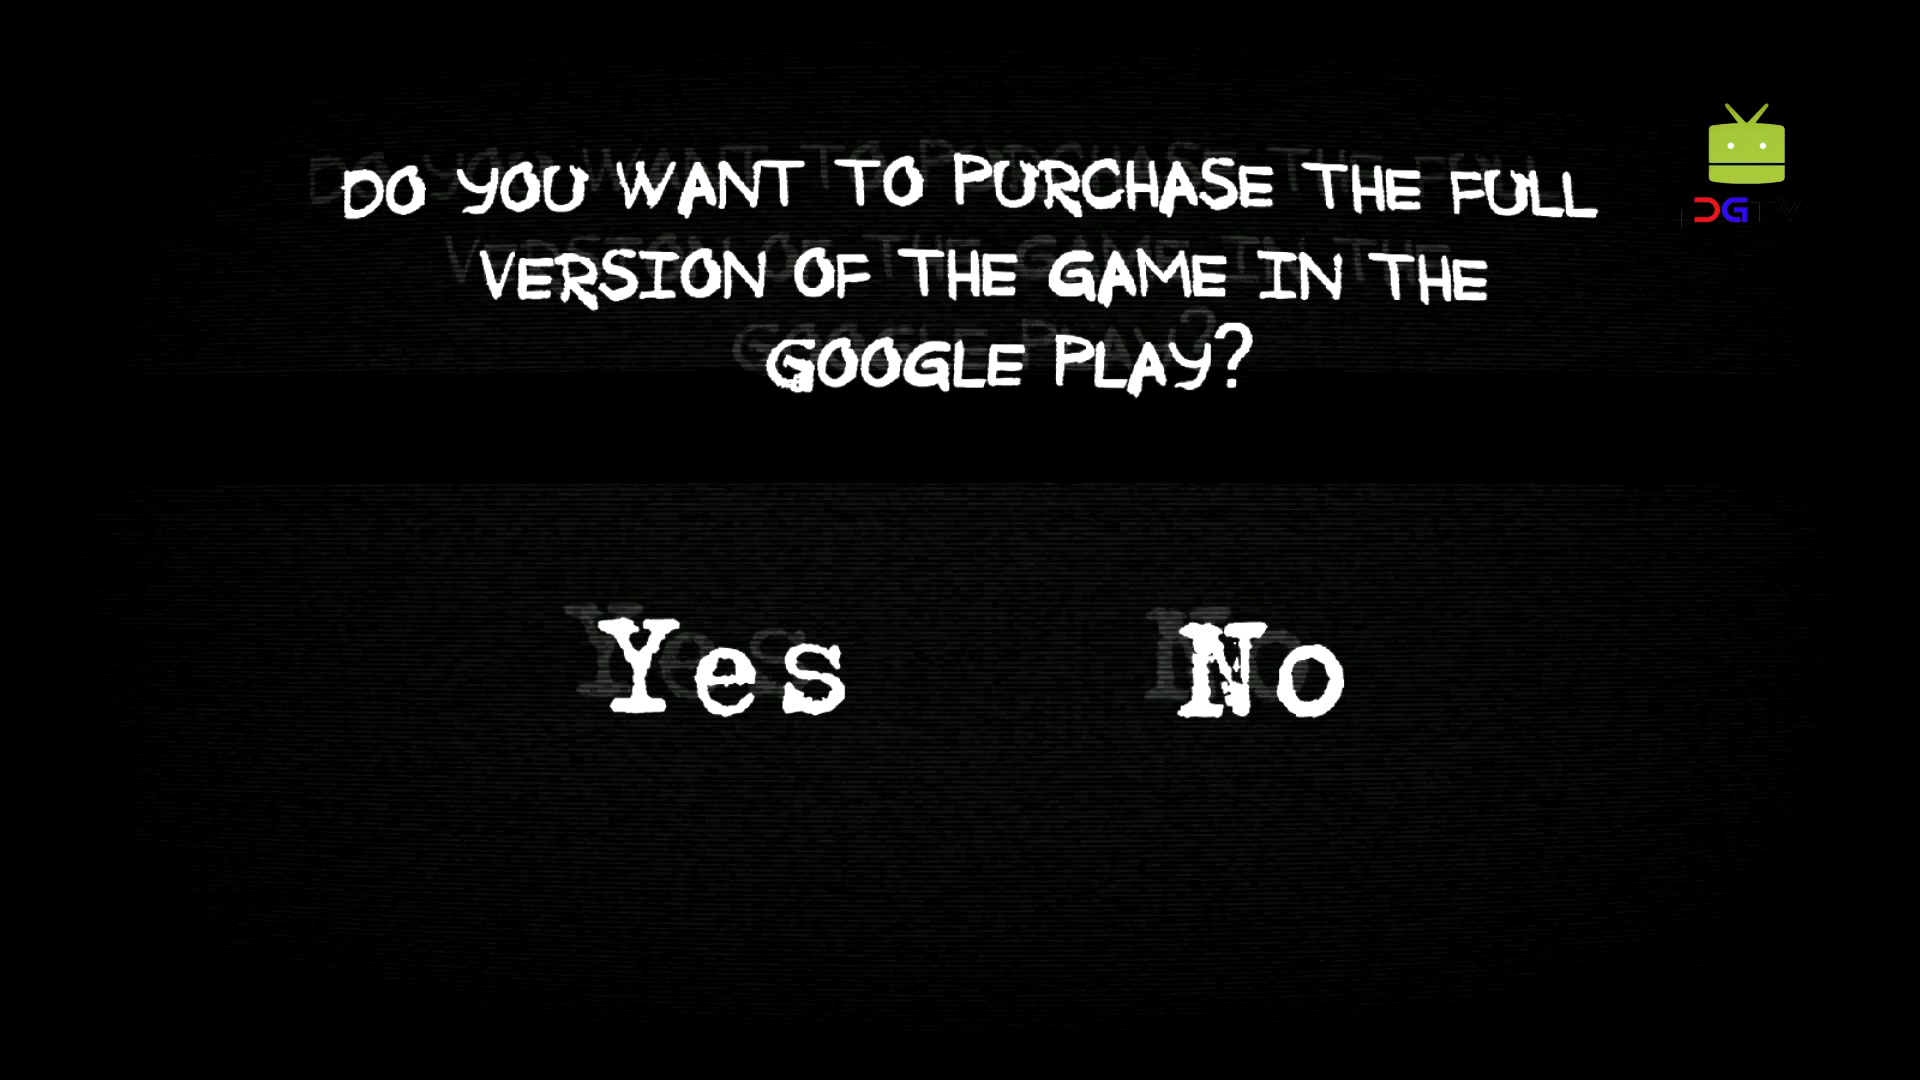 DO YOU WANT TO PURCHASE THE FULL
VERSION OF THE GAME IN THE
GOOGLE PLAY?
DGTV
Yes No